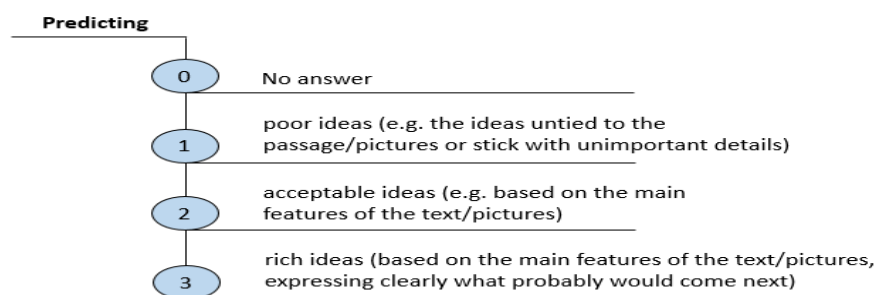 Predicting
0
No answer
poor ideas (e.g. the ideas untied to the
1
passage/pictures or stick with unimportant details)
acceptable ideas (e.g. based on the main
2
features of the text/pictures)
rich ideas (based on the main features of the text/pictures,
3
expressing clearly what probably would come next)